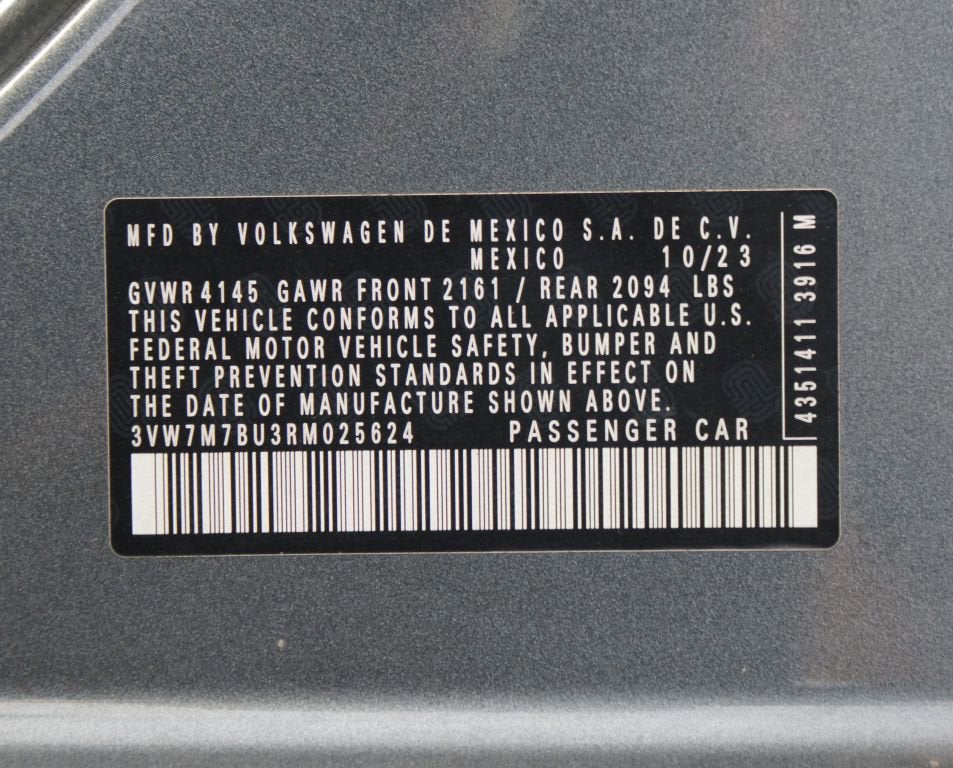 MFD BY VOLKSWAGEN DE MEXICO S.A. DE C.V.
MEXICO 10/23
GVWR 4145 GAWR FRONT 2161 / REAR 2094 LBS
THIS VEHICLE CONFORMS TO ALL APPLICABLE U.S.
FEDERAL MOTOR VEHICLE SAFETY, BUMPER AND
THEFT PREVENTION STANDARDS IN EFFECT ON
THE DATE OF MANUFACTURE SHOWN ABOVE.
3VW7M7BU3RM025624 PASSENGER CAR
4351411 3916 M